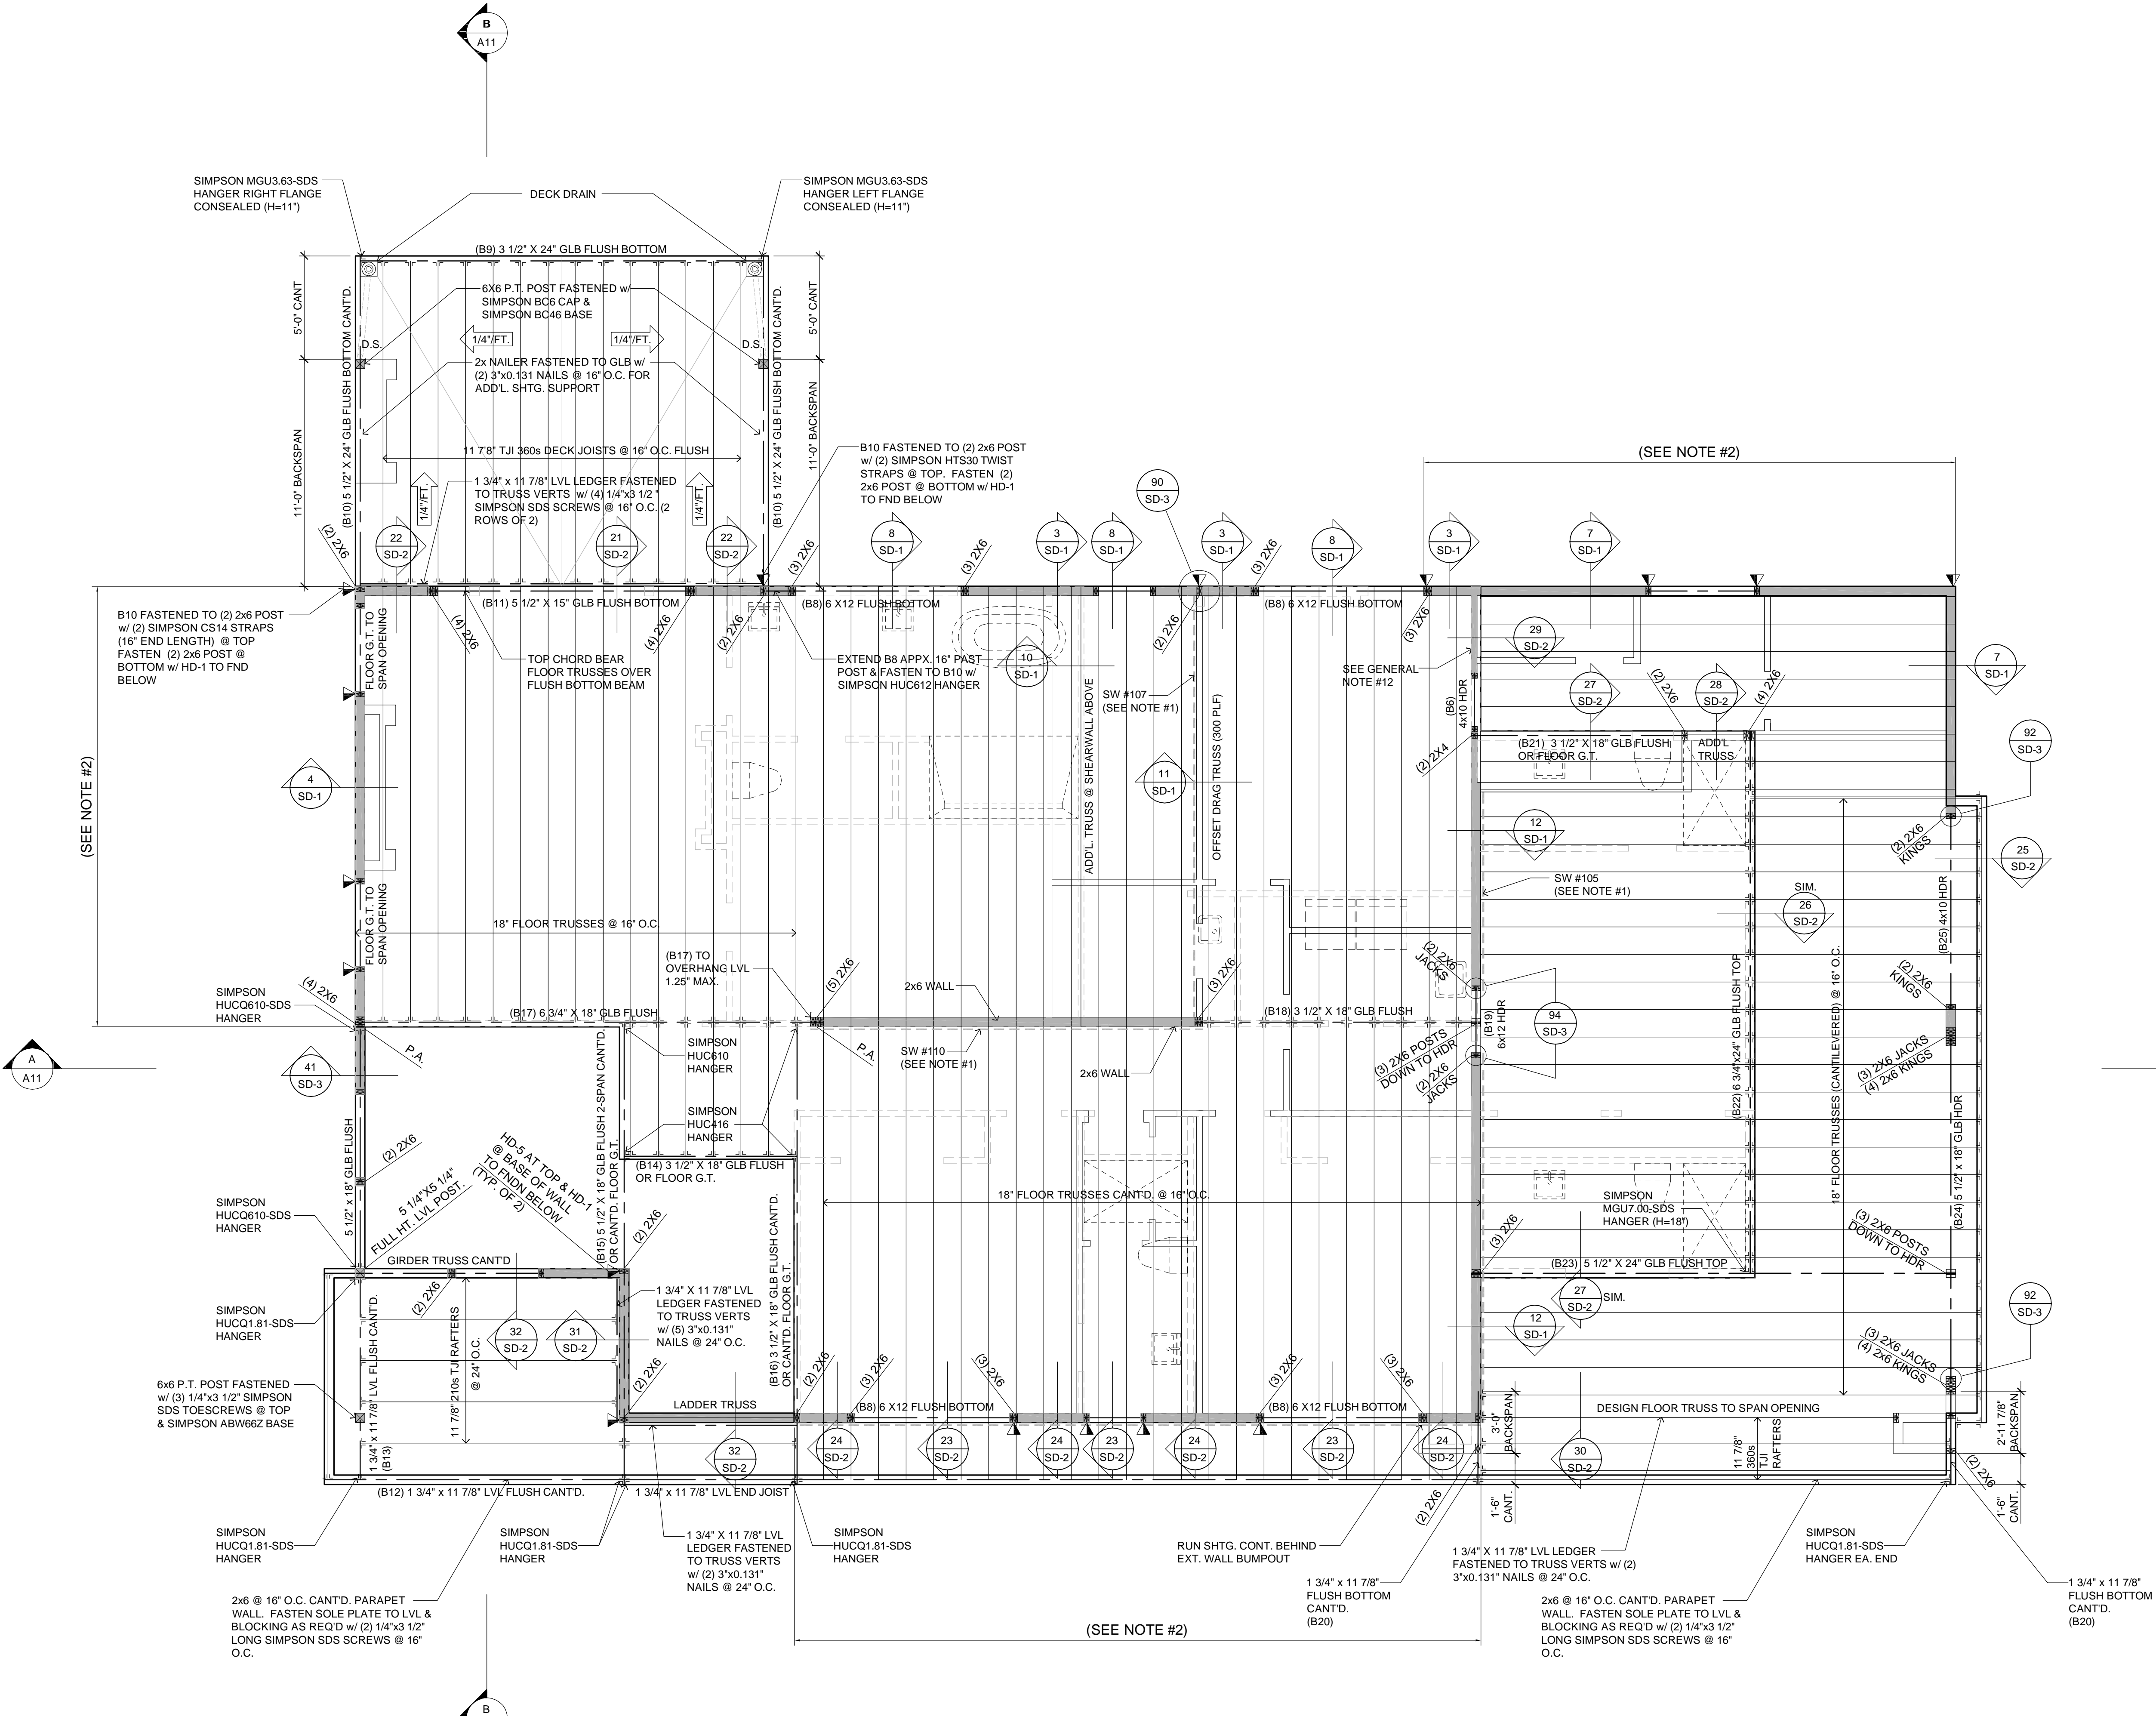 B
A11
SIMPSON MGU3.63-SDS
HANGER RIGHT FLANGE
CONSEALED (H=11")
DECK DRAIN
SIMPSON MGU3.63-SDS
HANGER LEFT FLANGE
CONSEALED (H=11")
(B9) 3 1/2" X 24" GLB FLUSH BOTTOM
5'-0" CANT
11'-0" BACKSPAN
(B10) 5 1/2" X 24" GLB FLUSH BOTTOM CANT'D.
6X6 P.T. POST FASTENED w/
SIMPSON BC6 CAP &
SIMPSON BC46 BASE
D.S.
D.S.
1/4"/FT.
1/4"/FT.
2x NAILER FASTENED TO GLB w/
(2) 3"x0.131 NAILS @ 16" O.C. FOR
ADD'L. SHTG. SUPPORT
(B10) 5 1/2" X 24" GLB FLUSH BOTTOM CANT'D.
5'-0" CANT
11'-0" BACKSPAN
11 7'8" TJI 360s DECK JOISTS @ 16" O.C. FLUSH
1/4"/FT.
1 3/4" x 11 7/8" LVL LEDGER FASTENED
TO TRUSS VERTS w/ (4) 1/4"x3 1/2 "
SIMPSON SDS SCREWS @ 16" O.C. (2
ROWS OF 2)
1/4"/FT.
B10 FASTENED TO (2) 2x6 POST
w/ (2) SIMPSON HTS30 TWIST
STRAPS @ TOP. FASTEN (2)
2x6 POST @ BOTTOM w/ HD-1
TO FND BELOW
(SEE NOTE #2)
90
SD-3
(2) 2X6
22
SD-2
21
SD-2
22
SD-2
(3) 2X6
8
SD-1
(3) 2X6
3
SD-1
8
SD-1
3
SD-1
(3) 2X6
8
SD-1
3
SD-1
7
SD-1
B10 FASTENED TO (2) 2x6 POST
w/ (2) SIMPSON CS14 STRAPS
(16" END LENGTH) @ TOP
FASTEN (2) 2x6 POST @
BOTTOM w/ HD-1 TO FND
BELOW
FLOOR G.T. TO
SPAN OPENING
(B11) 5 1/2" X 15" GLB FLUSH BOTTOM
(4) 2X6
(4) 2X6
(2) 2X6
(B8) 6 X12 FLUSH BOTTOM
(2) 2X6
(B8) 6 X12 FLUSH BOTTOM
(3) 2X6
TOP CHORD BEAR
FLOOR TRUSSES OVER
FLUSH BOTTOM BEAM
EXTEND B8 APPX. 16" PAST
POST & FASTEN TO B10 w/
SIMPSON HUC612 HANGER
10
SD-1
SW #107
(SEE NOTE #1)
SEE GENERAL
NOTE #12
29
SD-2
7
SD-1
(B6)
4x10 HDR
27
SD-2
(2) 2X6
28
SD-2
(4) 2X6
92
SD-3
(2) 2X4
(B21) 3 1/2" X 18" GLB FLUSH
OR FLOOR G.T.
ADD'L
TRUSS
(SEE NOTE #2)
4
SD-1
ADD'L. TRUSS @ SHEARWALL ABOVE
11
SD-1
OFFSET DRAG TRUSS (300 PLF)
12
SD-1
(2) 2X6
KINGS
25
SD-2
SW #105
(SEE NOTE #1)
SIM.
26
SD-2
FLOOR G.T. TO
SPAN OPENING
18" FLOOR TRUSSES @ 16" O.C.
(B25) 4x10 HDR
(B17) TO
OVERHANG LVL
1.25" MAX.
(5) 2X6
2x6 WALL
(3) 2X6
(2) 2X6
JACKS
(B22) 6 3/4"x24" GLB FLUSH TOP
18" FLOOR TRUSSES (CANTILEVERED) @ 16" O.C.
(2) 2X6
KINGS
SIMPSON
HUCQ610-SDS
HANGER
(4) 2X6
(B17) 6 3/4" X 18" GLB FLUSH
(B18) 3 1/2" X 18" GLB FLUSH
(B19)
6x12 HDR
94
SD-3
A
A11
41
SD-3
P.A.
SIMPSON
HUC610
HANGER
P.A.
SW #110
(SEE NOTE #1)
2x6 WALL
(3) 2X6 POSTS
DOWN TO HDR
(2) 2X6
JACKS
(3) 2X6 JACKS
(4) 2x6 KINGS
5 1/2" x 18" GLB FLUSH
(2) 2X6
SIMPSON
HUC416
HANGER
(B14) 3 1/2" X 18" GLB FLUSH
OR FLOOR G.T.
(B15) 5 1/2" X 18" GLB FLUSH 2-SPAN CANT'D.
OR CANT'D. FLOOR G.T.
HD-5 AT TOP & HD-1
@ BASE OF WALL
TO FNDN BELOW
(TYP. OF 2)
5 1/4"X5 1/4"
FULL HT. LVL POST.
SIMPSON
HUCQ610-SDS
HANGER
18" FLOOR TRUSSES CANT'D. @ 16" O.C.
SIMPSON
MGU7.00-SDS
HANGER (H=18")
(B24) 5 1/2" x 18" GLB HDR
(3) 2X6 POSTS
DOWN TO HDR
GIRDER TRUSS CANT'D
(2) 2X6
(2) 2X6
(3) 2X6
(B23) 5 1/2" X 24" GLB FLUSH TOP
SIMPSON
HUCQ1.81-SDS
HANGER
1 3/4" x 11 7/8" LVL FLUSH CANT'D.
(B13)
11 7/8" 210s TJI RAFTERS
@ 24" O.C.
32
SD-2
31
SD-2
1 3/4" X 11 7/8" LVL
LEDGER FASTENED
TO TRUSS VERTS
w/ (5) 3"x0.131"
NAILS @ 24" O.C.
(B16) 3 1/2" X 18" GLB FLUSH CANT'D.
OR CANT'D. FLOOR G.T.
27
SD-2
SIM.
12
SD-1
92
SD-3
6x6 P.T. POST FASTENED
w/ (3) 1/4"x3 1/2" SIMPSON
SDS TOESCREWS @ TOP
& SIMPSON ABW66Z BASE
(2) 2X6
LADDER TRUSS
(2) 2X6
(3) 2X6
(B8) 6 X12 FLUSH BOTTOM
(3) 2X6
(3) 2X6
(B8) 6 X12 FLUSH BOTTOM
(3) 2X6
(3) 2X6 JACKS
(4) 2x6 KINGS
DESIGN FLOOR TRUSS TO SPAN OPENING
32
SD-2
24
SD-2
23
SD-2
24
SD-2
23
SD-2
24
SD-2
23
SD-2
24
SD-2
3'-0"
BACKSPAN
30
SD-2
11 7/8"
360s
TJI
RAFTERS
2'-11 7/8"
BACKSPAN
(2) 2X6
(B12) 1 3/4" x 11 7/8" LVL FLUSH CANT'D.
1 3/4" x 11 7/8" LVL END JOIST
(2) 2X6
1'-6"
CANT.
1'-6"
CANT.
SIMPSON
HUCQ1.81-SDS
HANGER
SIMPSON
HUCQ1.81-SDS
HANGER
1 3/4" X 11 7/8" LVL
LEDGER FASTENED
TO TRUSS VERTS
w/ (2) 3"x0.131"
NAILS @ 24" O.C.
SIMPSON
HUCQ1.81-SDS
HANGER
RUN SHTG. CONT. BEHIND
EXT. WALL BUMPOUT
1 3/4" X 11 7/8" LVL LEDGER
FASTENED TO TRUSS VERTS w/ (2)
3"x0.131" NAILS @ 24" O.C.
SIMPSON
HUCQ1.81-SDS
HANGER EA. END
2x6 @ 16" O.C. CANT'D. PARAPET
WALL. FASTEN SOLE PLATE TO LVL &
BLOCKING AS REQ'D w/ (2) 1/4"x3 1/2"
LONG SIMPSON SDS SCREWS @ 16"
O.C.
(SEE NOTE #2)
1 3/4" x 11 7/8"
FLUSH BOTTOM
CANT'D.
(B20)
2x6 @ 16" O.C. CANT'D. PARAPET
WALL. FASTEN SOLE PLATE TO LVL &
BLOCKING AS REQ'D w/ (2) 1/4"x3 1/2"
LONG SIMPSON SDS SCREWS @ 16"
O.C.
1 3/4" x 11 7/8"
FLUSH BOTTOM
CANT'D.
(B20)
B